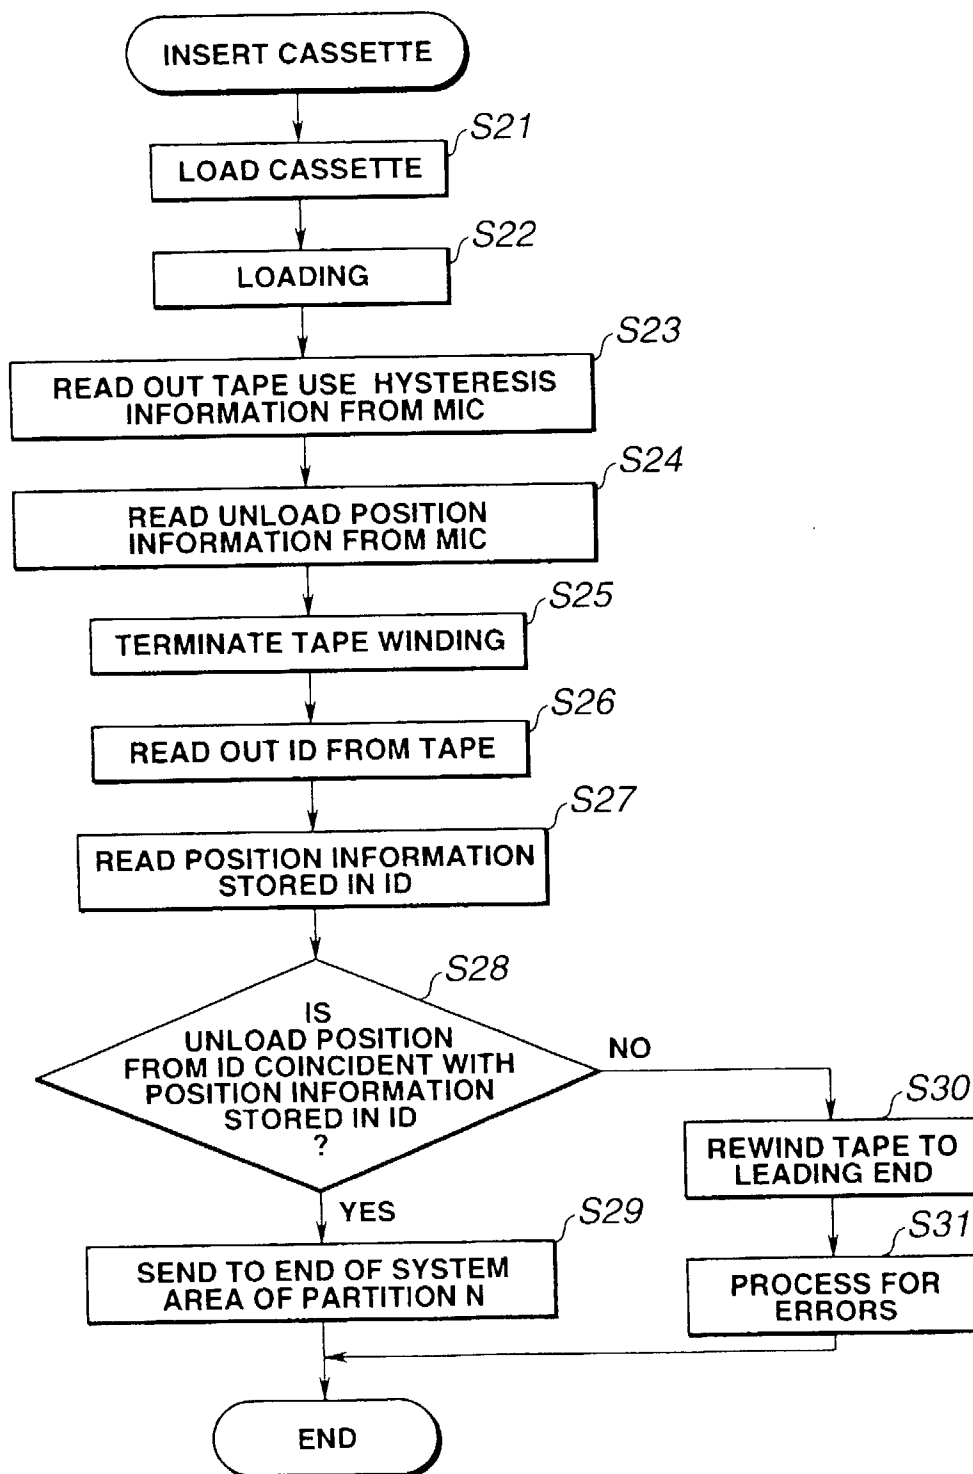 INSERT CASSETTE
S21
LOAD CASSETTE
S22
LOADING
S23
READ OUT TAPE USE HYSTERESIS
INFORMATION FROM MIC
S24
READ UNLOAD POSITION
INFORMATION FROM MIC
S25
TERMINATE TAPE WINDING
S26
READ OUT ID FROM TAPE
S27
READ POSITION INFORMATION
STORED IN ID
S28
IS
UNLOAD POSITION
FROM ID COINCIDENT WITH
POSITION INFORMATION
STORED IN ID
?
NO
S30
REWIND TAPE TO
LEADING END
YES
S29
SEND TO END OF SYSTEM
AREA OF PARTITION N
S31
PROCESS FOR
ERRORS
END